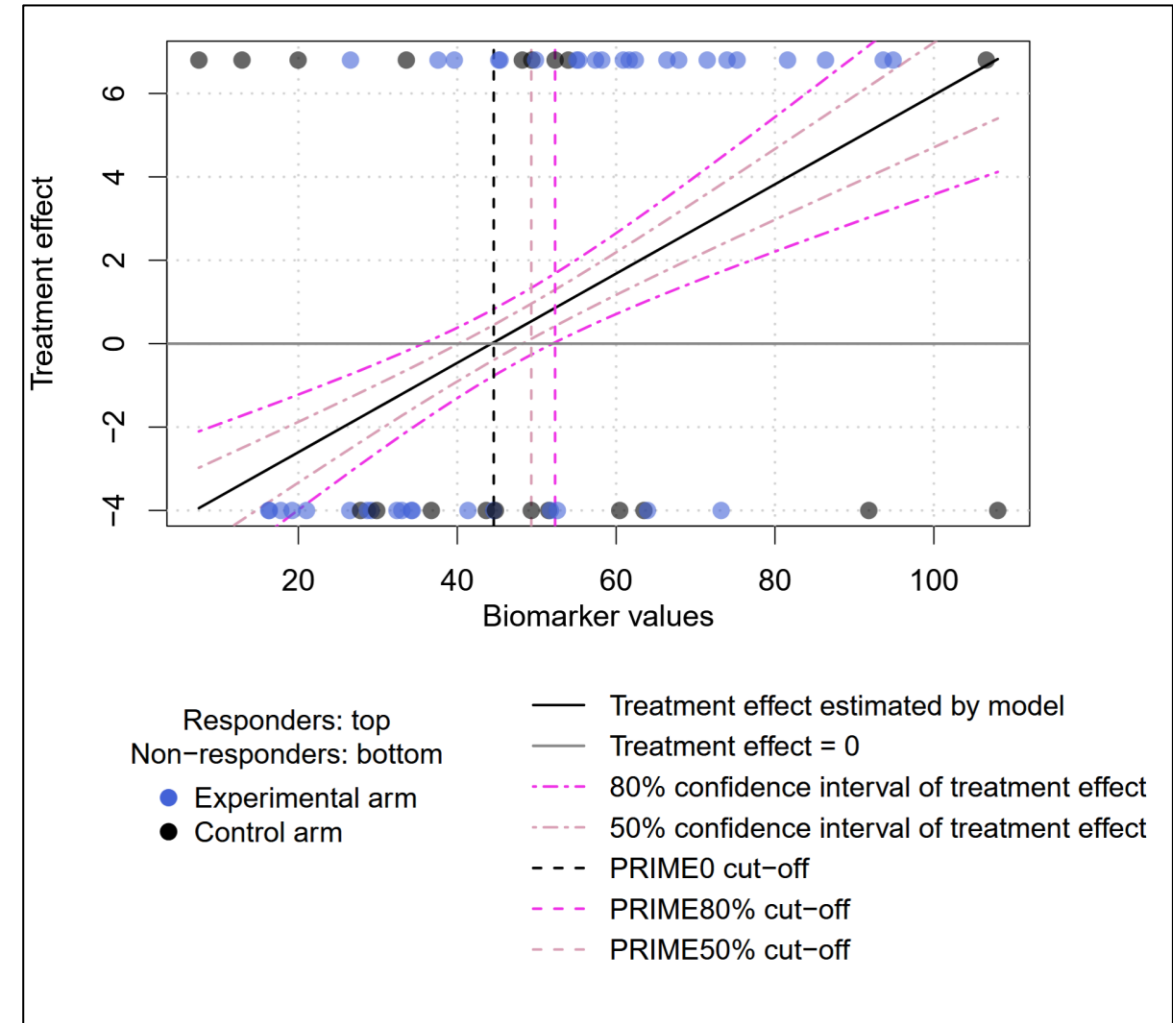 6
4
2
0
−2
−4
Treatment effect
20 40 60 80 100
Biomarker values
Responders: top
Non−responders: bottom
Experimental arm
Control arm
Treatment effect estimated by model
Treatment effect = 0
80% confidence interval of treatment effect
50% confidence interval of treatment effect
PRIME0 cut−off
PRIME80% cut−off
PRIME50% cut−off